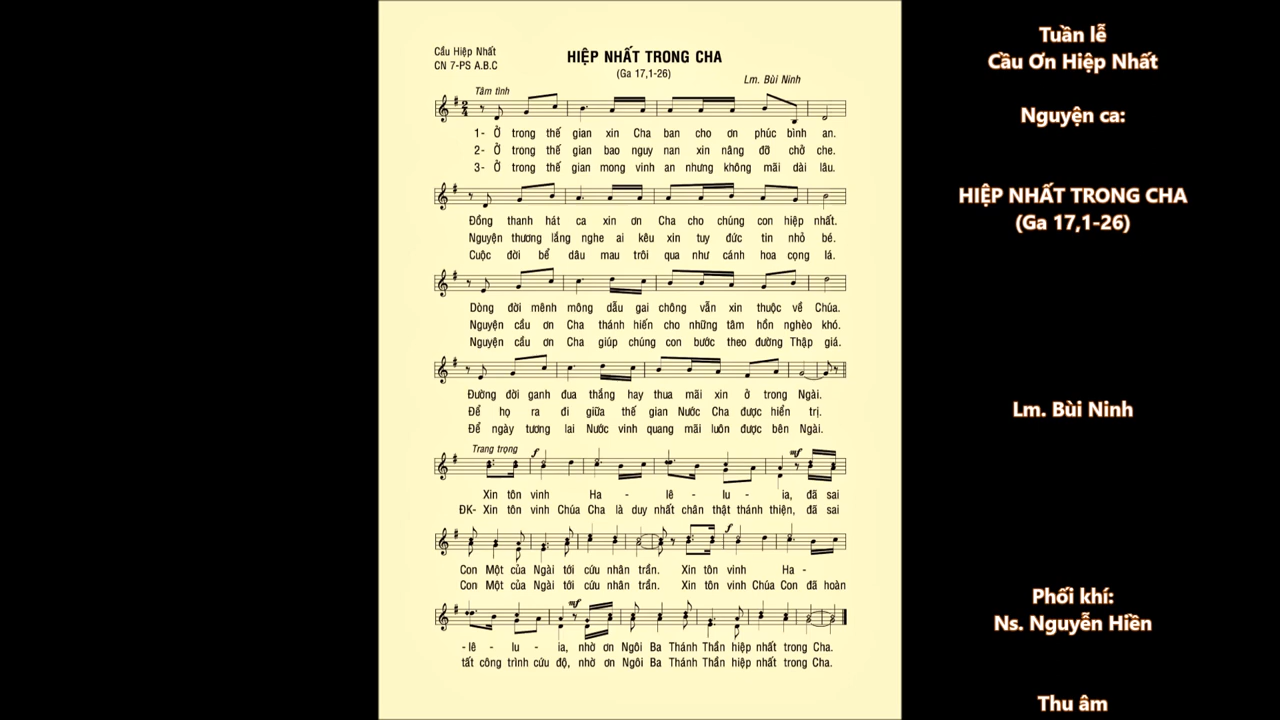 Cầu Hiệp Nhất
CN 7-PS A.B.C
HIỆP NHẤT TRONG CHA
(Ga 17,1-26)
Lm. Bùi Ninh
Tâm tình
1- Ở trong thế gian xin Cha ban cho ơn phúc bình an.
2- Ở trong thế gian bao nguy nan xin nâng đỡ chở che.
3- Ở trong thế gian mong vinh an nhưng không mãi dài lâu.
Đồng thanh hát ca xin ơn Cha cho chúng con hiệp nhất.
Nguyện thương lắng nghe ai kêu xin tuy đức tin nhỏ bé.
Cuộc đời bể dâu mau trôi qua như cánh hoa cọng lá.
Dòng đời mênh mông dẫu gai chông vẫn xin thuộc về Chúa.
Nguyện cầu ơn Cha thánh hiến cho những tâm hồn nghèo khó.
Nguyện cầu ơn Cha giúp chúng con bước theo đường Thập giá.
Đường đời ganh đua thắng hay thua mãi xin ở trong Ngài.
Để họ ra đi giữa thế gian Nước Cha được hiển trị.
Để ngày tương lai Nước vinh quang mãi luôn được bên Ngài.
Trang trọng f mf
Xin tôn vinh Ha - lê - lu - ia, đã sai
ĐK- Xin tôn vinh Chúa Cha là duy nhất chân thật thánh thiện, đã sai
f
Con Một của Ngài tới cứu nhân trần. Xin tôn vinh Ha -
Con Một của Ngài tới cứu nhân trần. Xin tôn vinh Chúa Con đã hoàn
mf
- lê - lu - ia, nhờ ơn Ngôi Ba Thánh Thần hiệp nhất trong Cha.
tất công trình cứu độ, nhờ ơn Ngôi Ba Thánh Thần hiệp nhất trong Cha.
Tuần lễ
Cầu Ơn Hiệp Nhất
Nguyện ca:
HIỆP NHẤT TRONG CHA
(Ga 17,1-26)
Lm. Bùi Ninh
Phối khí:
Ns. Nguyễn Hiền
Thu âm